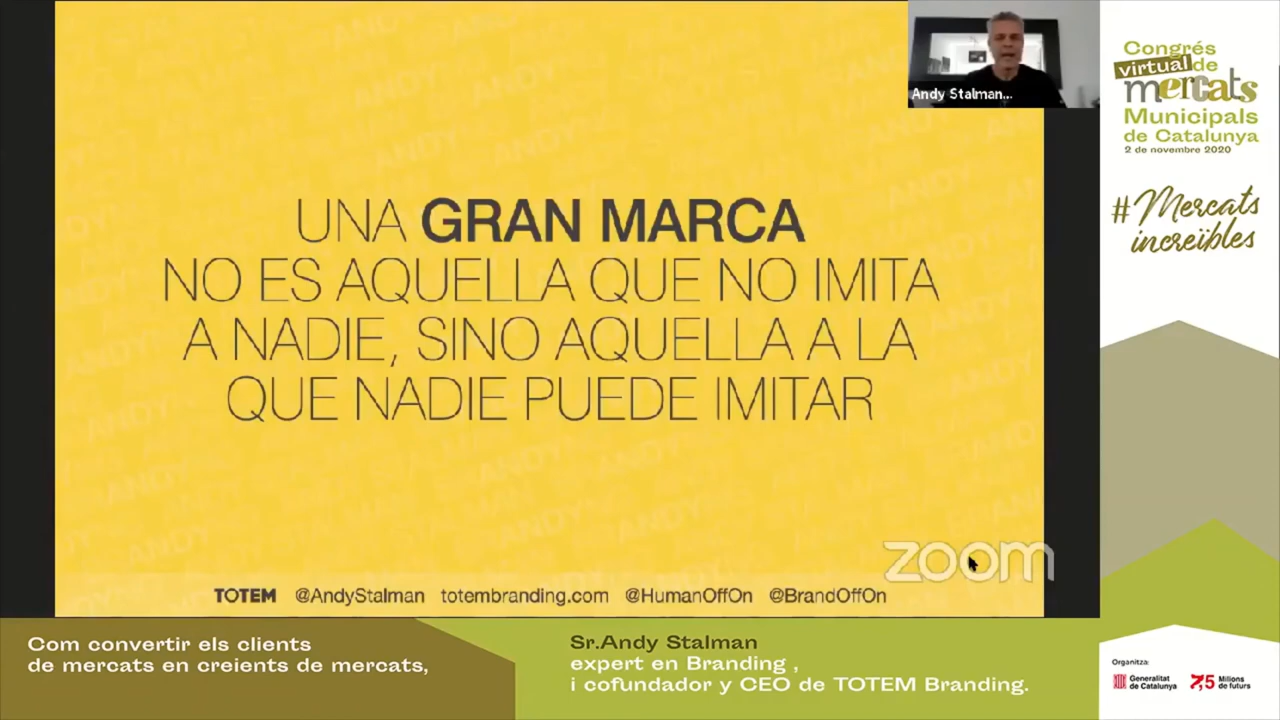 UNA GRAN MARCA
NO ES AQUELLA QUE NO IMITA
A NADIE, SINO AQUELLA A LA
QUE NADIE PUEDE IMITAR
zoom
TOTEM @AndyStalman totembranding.com @HumanOffOn @BrandOffOn
Andy Stalman...
Congrés
virtual de
mercats
Municipals
de Catalunya
2 de novembre 2020
#Mercats
increïbles
Com convertir els clients
de mercats en creients de mercats,
Sr.Andy Stalman
expert en Branding ,
i cofundador y CEO de TOTEM Branding.
Organitza:
Generalitat
de Catalunya
7,5 Milions
de futurs